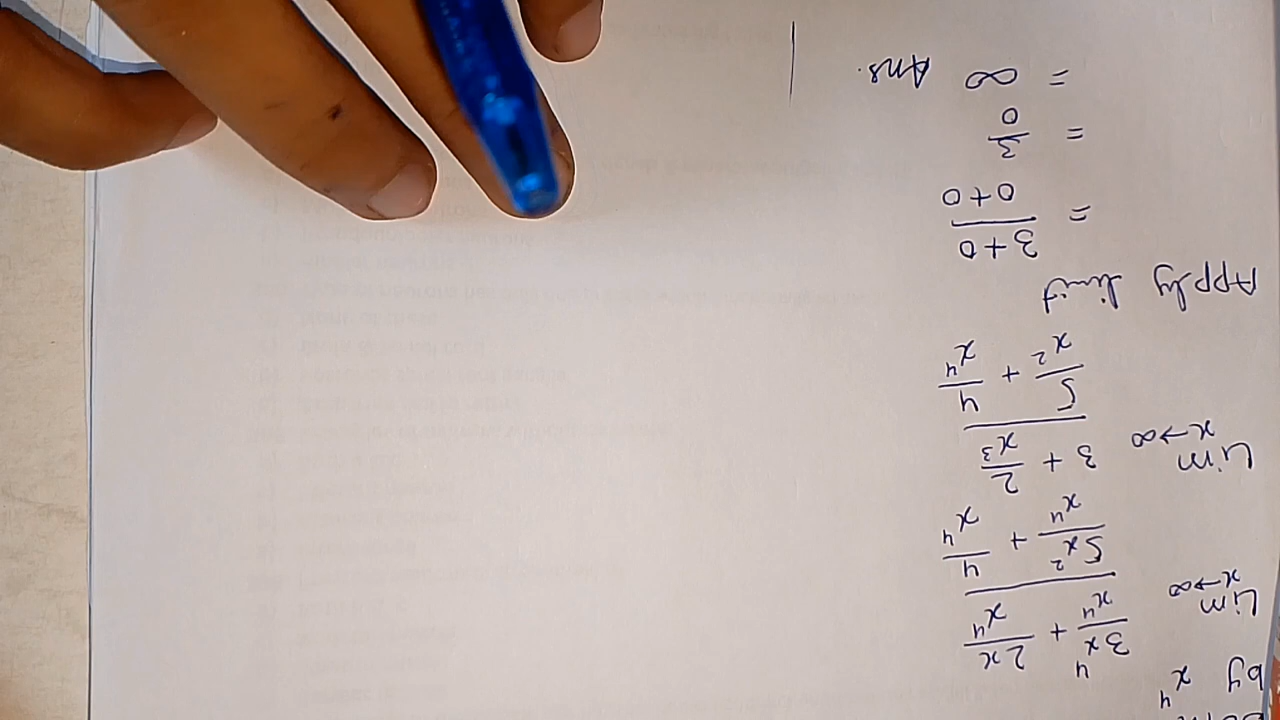 by x⁴
Lim x→∞ (3x⁴/x⁴ + 2x/x⁴) / (5x²/x⁴ + 4/x⁴)
Lim x→∞ (3 + 2/x³) / (5/x² + 4/x⁴)
Apply limit
= (3+0)/(0+0)
= 3/0
= ∞ Ans.